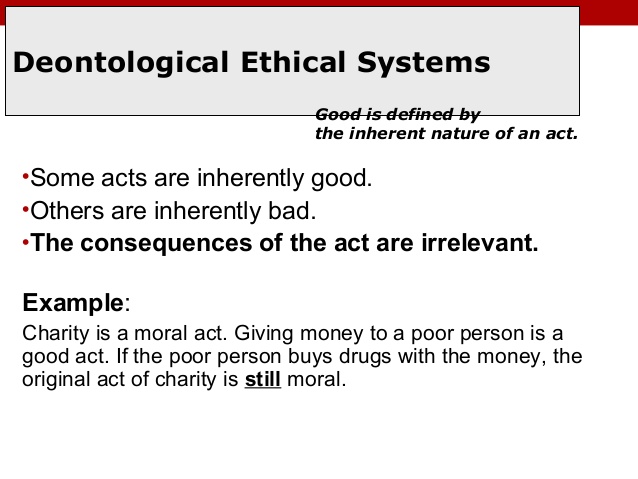 Deontological Ethical Systems
Good is defined by
the inherent nature of an act.
•Some acts are inherently good.
•Others are inherently bad.
•The consequences of the act are irrelevant.
Example:
Charity is a moral act. Giving money to a poor person is a
good act. If the poor person buys drugs with the money, the
original act of charity is still moral.